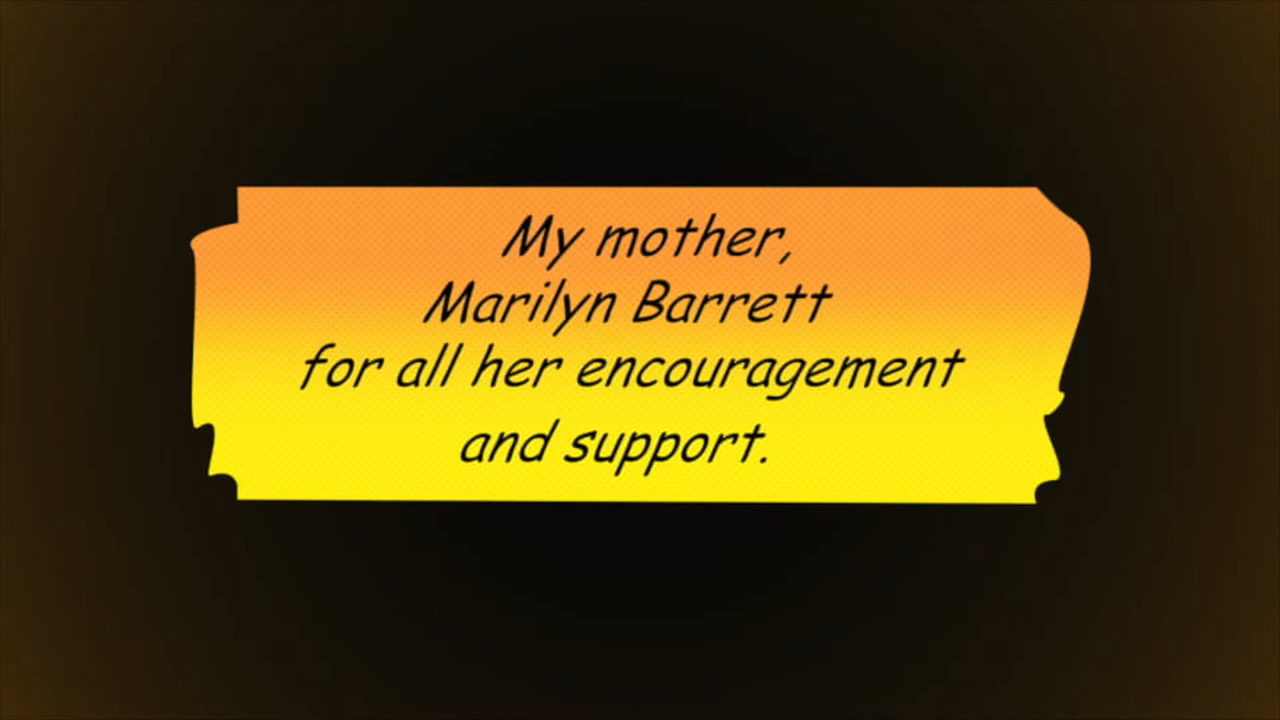 My mother,
Marilyn Barrett
for all her encouragement
and support.